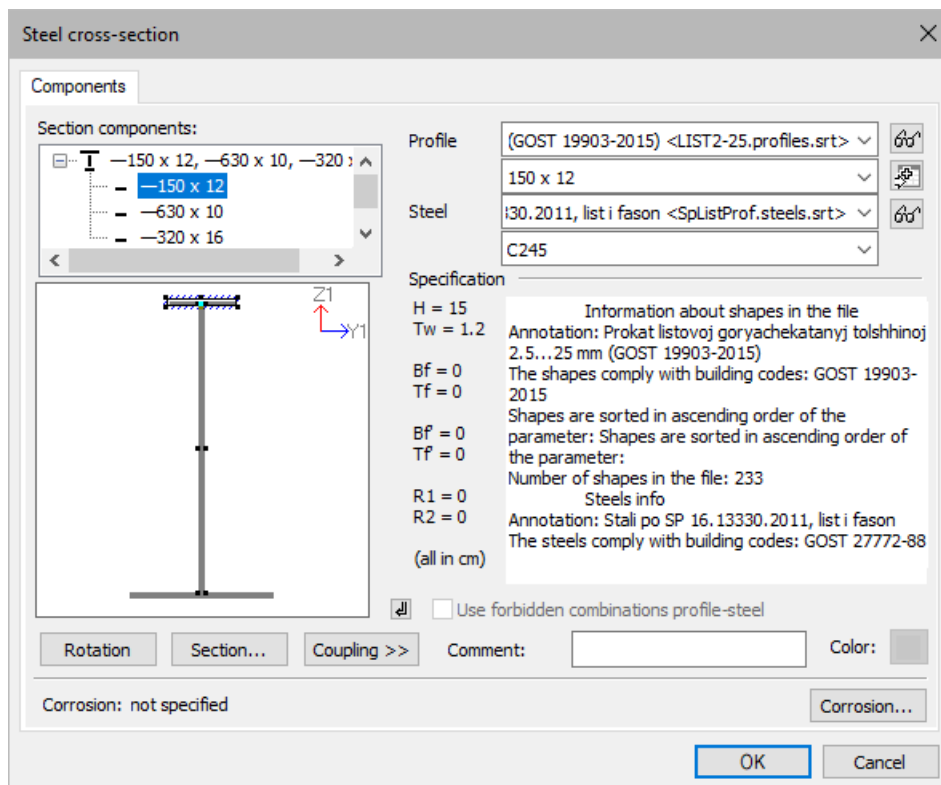 Steel cross-section
Components
Section components:
—150 x 12, —630 x 10, —320
—150 x 12
—630 x 10
—320 x 16
Profile
(GOST 19903-2015) <LIST2-25.profiles.srt>
150 x 12
Steel
330.2011, list i fason <SpListProf.steels.srt>
C245
Z1
Y1
Specification
H = 15
Tw = 1.2
Bf = 0
Tf = 0
Bf' = 0
Tf' = 0
R1 = 0
R2 = 0
(all in cm)
Information about shapes in the file
Annotation: Prokat listovoj goryachekatanyj tolshhinoj
2.5...25 mm (GOST 19903-2015)
The shapes comply with building codes: GOST 19903-
2015
Shapes are sorted in ascending order of the
parameter: Shapes are sorted in ascending order of
the parameter:
Number of shapes in the file: 233
Steels info
Annotation: Stali po SP 16.13330.2011, list i fason
The steels comply with building codes: GOST 27772-88
Use forbidden combinations profile-steel
Rotation
Section...
Coupling >>
Comment:
Color:
Corrosion: not specified
Corrosion...
OK
Cancel